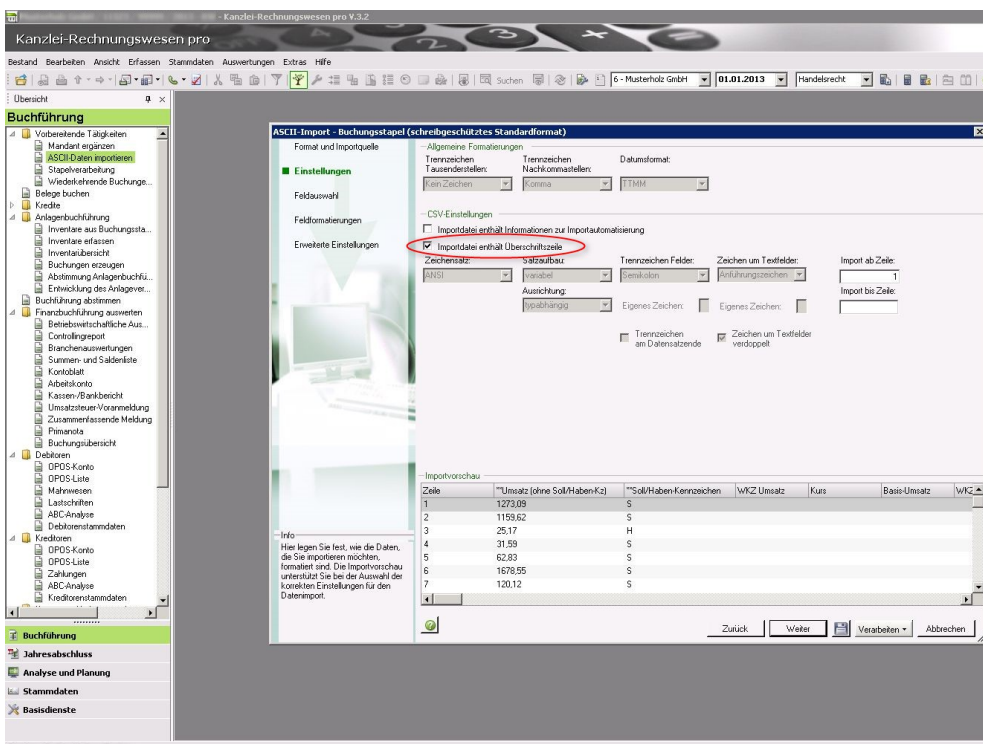 - Kanzlei-Rechnungswesen pro V.3.2
Kanzlei-Rechnungswesen pro
Bestand Bearbeiten Ansicht Erfassen Stammdaten Auswertungen Extras Hilfe
Suchen 6 - Musterholz GmbH 01.01.2013 Handelsrecht
Übersicht
Buchführung
Vorbereitende Tätigkeiten
Mandant ergänzen
ASCII-Daten importieren
Stapelverarbeitung
Wiederkehrende Buchunge...
Belege buchen
Kredite
Anlagenbuchführung
Inventare aus Buchungssta...
Inventare erfassen
Inventarübersicht
Buchungen erzeugen
Abstimmung Anlagenbuchfü...
Entwicklung des Anlagever...
Buchführung abstimmen
Finanzbuchführung auswerten
Betriebswirtschaftliche Aus...
Controllingreport
Branchenauswertungen
Summen- und Saldenliste
Kontoblatt
Arbeitskonto
Kassen-/Bankbericht
Umsatzsteuer-Voranmeldung
Zusammenfassende Meldung
Primanota
Buchungsübersicht
Debitoren
OPOS-Konto
OPOS-Liste
Mahnwesen
Lastschriften
ABC-Analyse
Debitorenstammdaten
Kreditoren
OPOS-Konto
OPOS-Liste
Zahlungen
ABC-Analyse
Kreditorenstammdaten
Buchführung
Jahresabschluss
Analyse und Planung
Stammdaten
Basisdienste
ASCII-Import - Buchungsstapel (schreibgeschütztes Standardformat)
Format und Importquelle
Einstellungen
Feldauswahl
Feldformatierungen
Erweiterte Einstellungen
Info
Hier legen Sie fest, wie die Daten,
die Sie importieren möchten,
formatiert sind. Die Importvorschau
unterstützt Sie bei der Auswahl der
korrekten Einstellungen für den
Datenimport.
Allgemeine Formatierungen
Trennzeichen Trennzeichen Datumsformat:
Tausenderstellen: Nachkommastellen:
Kein Zeichen Komma TTMM
CSV-Einstellungen
Importdatei enthält Informationen zur Importautomatisierung
Importdatei enthält Überschriftszeile
Zeichensatz: Satzaufbau: Trennzeichen Felder: Zeichen um Textfelder: Import ab Zeile:
ANSI variabel Semikolon Anführungszeichen 1
Ausrichtung: Import bis Zeile:
typabhängig Eigenes Zeichen: Eigenes Zeichen:
Trennzeichen Zeichen um Textfelder
am Datensatzende verdoppelt
Importvorschau
Zeile **Umsatz (ohne Soll/Haben-Kz) **Soll/Haben-Kennzeichen WKZ Umsatz Kurs Basis-Umsatz WKZ
1 1273,09 S
2 1159,62 S
3 25,17 H
4 31,59 S
5 62,83 S
6 1678,55 S
7 120,12 S
Zurück Weiter Verarbeiten Abbrechen